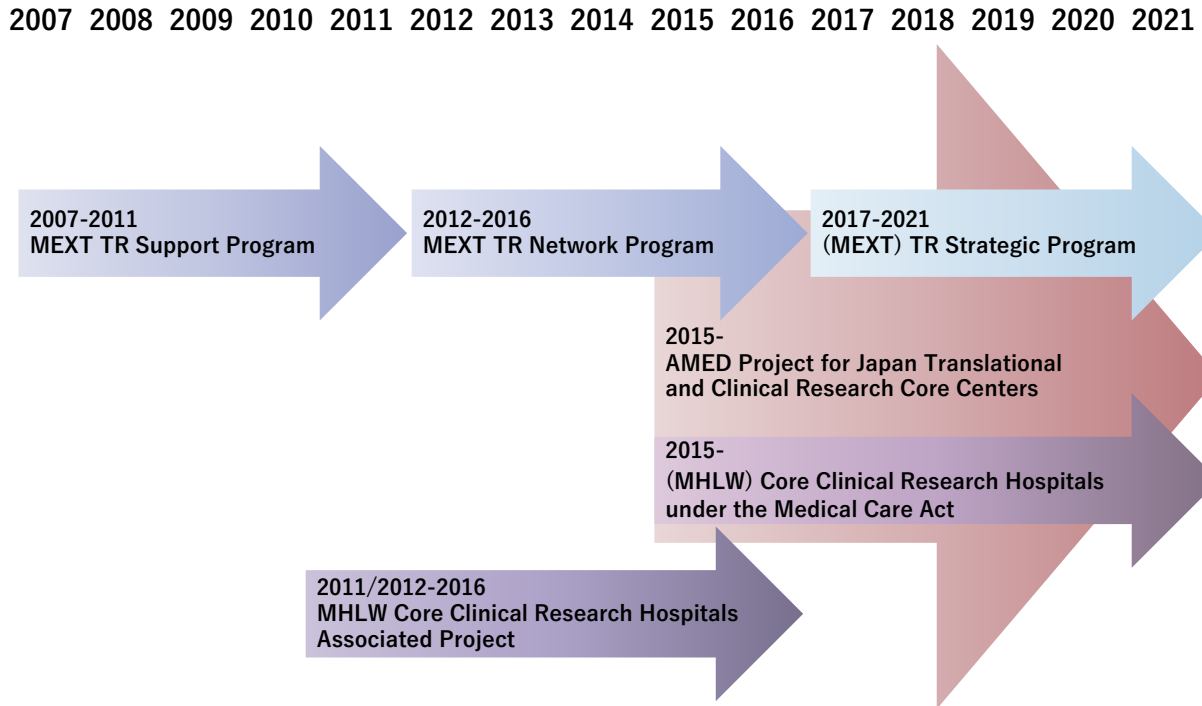 2007 2008 2009 2010 2011 2012 2013 2014 2015 2016 2017 2018 2019 2020 2021
2007-2011
MEXT TR Support Program
2012-2016
MEXT TR Network Program
2017-2021
(MEXT) TR Strategic Program
2015-
AMED Project for Japan Translational
and Clinical Research Core Centers
2015-
(MHLW) Core Clinical Research Hospitals
under the Medical Care Act
2011/2012-2016
MHLW Core Clinical Research Hospitals
Associated Project